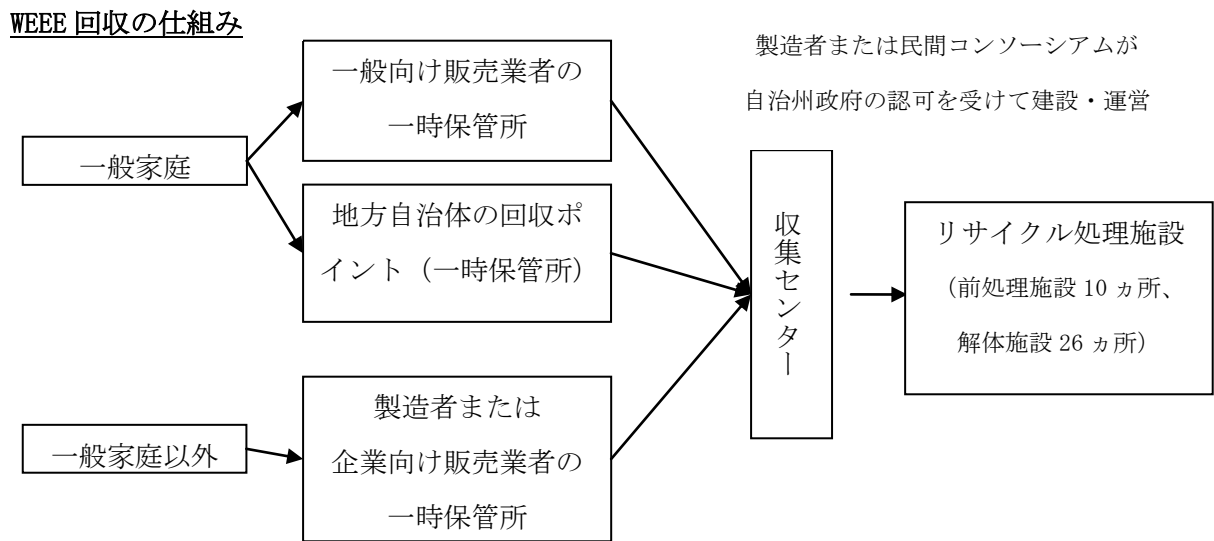 WEEE 回収の仕組み
製造者または民間コンソーシアムが
自治州政府の認可を受けて建設・運営
一般家庭
一般向け販売業者の
一時保管所
地方自治体の回収ポ
イント（一時保管所）
一般家庭以外
製造者または
企業向け販売業者の
一時保管所
収集センター
リサイクル処理施設
（前処理施設 10 ヵ所、
解体施設 26 ヵ所）